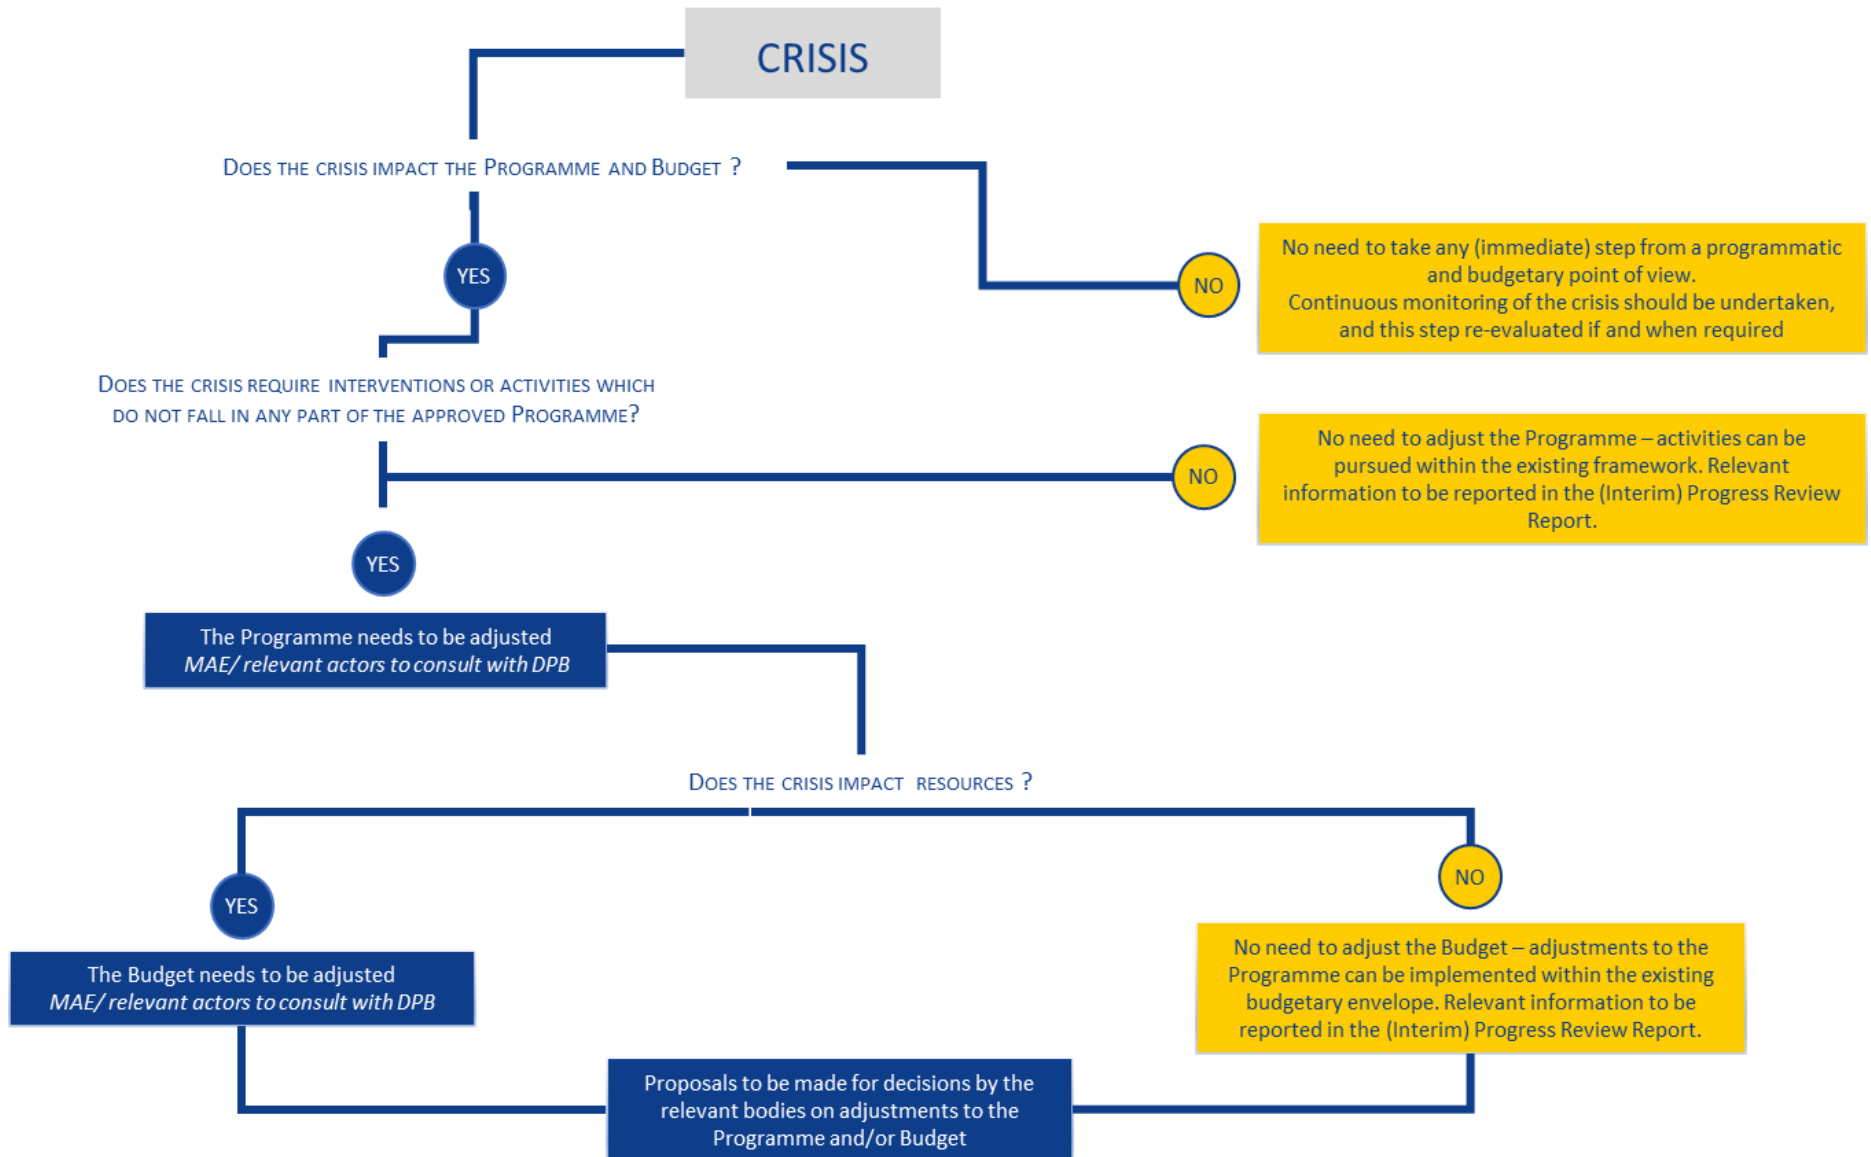 CRISIS
DOES THE CRISIS IMPACT THE PROGRAMME AND BUDGET ?
YES
NO
No need to take any (immediate) step from a programmatic
and budgetary point of view.
Continuous monitoring of the crisis should be undertaken,
and this step re-evaluated if and when required
DOES THE CRISIS REQUIRE INTERVENTIONS OR ACTIVITIES WHICH
DO NOT FALL IN ANY PART OF THE APPROVED PROGRAMME?
NO
No need to adjust the Programme – activities can be
pursued within the existing framework. Relevant
information to be reported in the (Interim) Progress Review
Report.
YES
The Programme needs to be adjusted
MAE/ relevant actors to consult with DPB
DOES THE CRISIS IMPACT RESOURCES ?
YES
NO
The Budget needs to be adjusted
MAE/ relevant actors to consult with DPB
No need to adjust the Budget – adjustments to the
Programme can be implemented within the existing
budgetary envelope. Relevant information to be
reported in the (Interim) Progress Review Report.
Proposals to be made for decisions by the
relevant bodies on adjustments to the
Programme and/or Budget